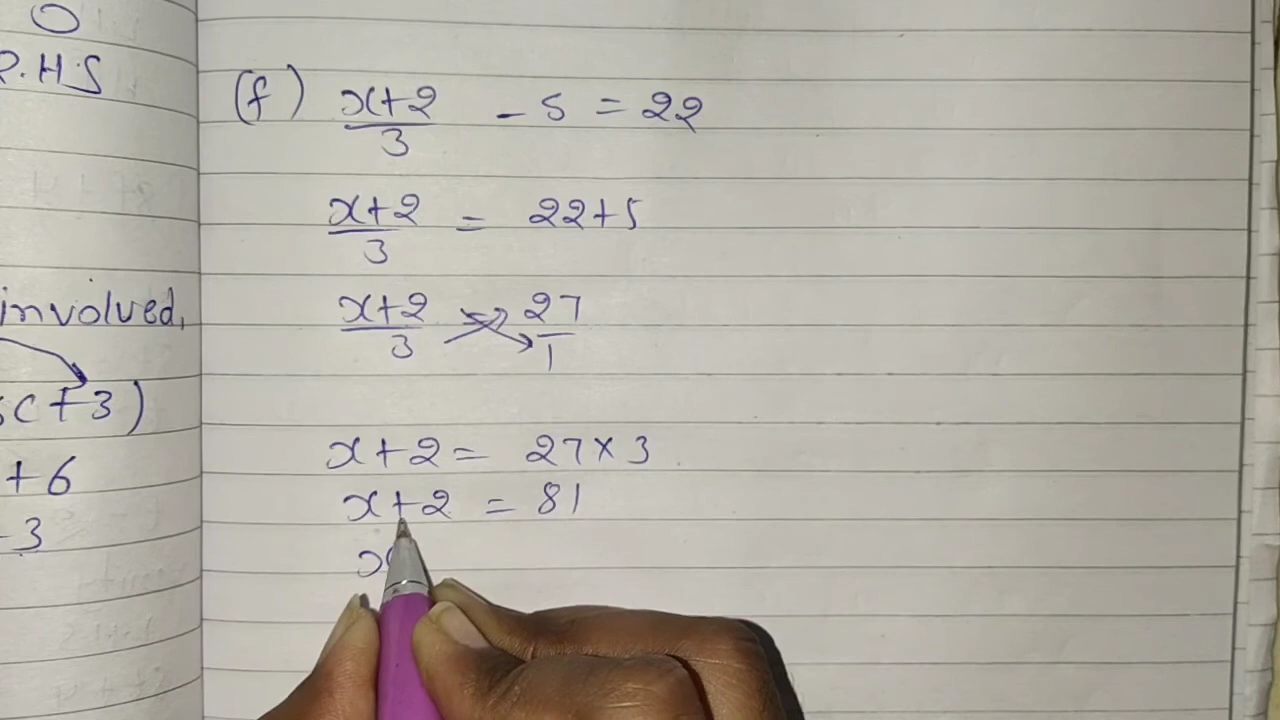 O
R.H.S
involved,
x+3)
+6
-3
(f) x+2/3 - 5 = 22
x+2/3 = 22+5
x+2/3 27/1
x+2 = 27×3
x+2 = 81
x